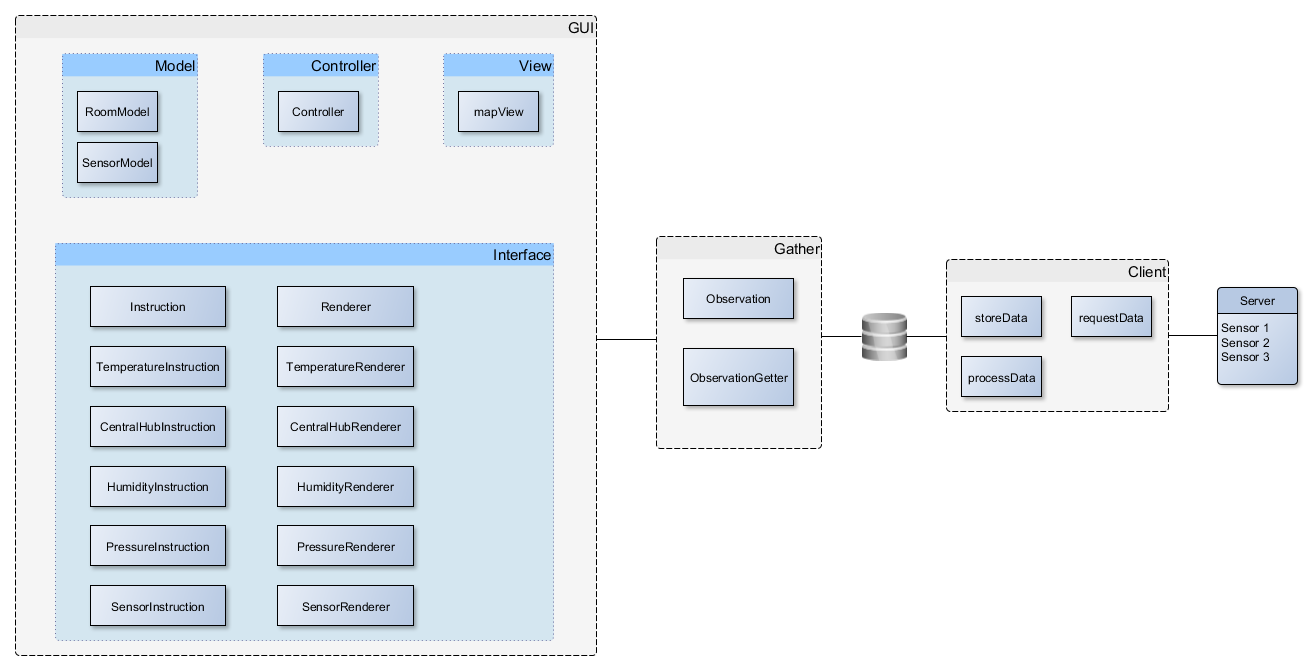 GUI
Model
Controller
View
RoomModel
Controller
mapView
SensorModel
Interface
Instruction
Renderer
TemperatureInstruction
TemperatureRenderer
CentralHubInstruction
CentralHubRenderer
HumidityInstruction
HumidityRenderer
PressureInstruction
PressureRenderer
SensorInstruction
SensorRenderer
Gather
Observation
ObservationGetter
Client
storeData
requestData
processData
Server
Sensor 1
Sensor 2
Sensor 3